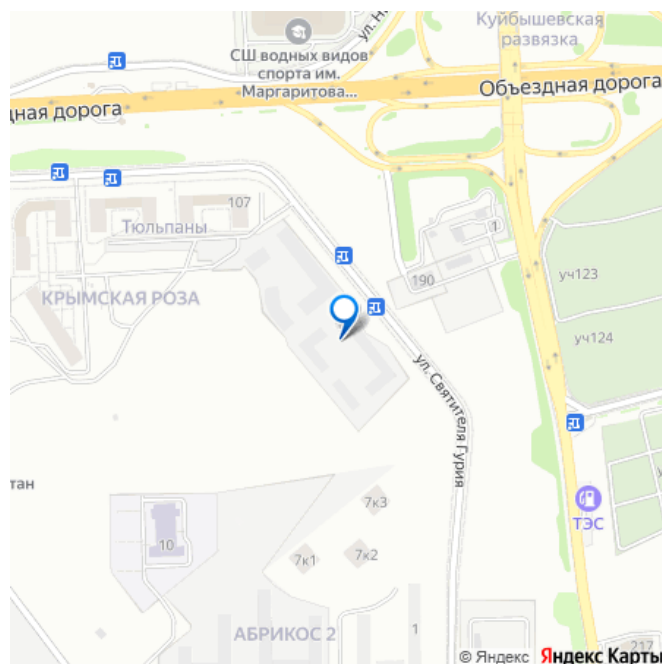 ул. Н
Куйбышевская
развязка
СШ водных видов
спорта им.
Маргаритова...
дная дорога
Объездная дорога
107
Тюльпаны
1
190
уч123
КРЫМСКАЯ РОЗА
уч124
ул. Святителя Гурия
тан
7к3
ТЭС
10
7к1
7к2
АБРИКОС 2
1
217
© Яндекс Яндекс Карты